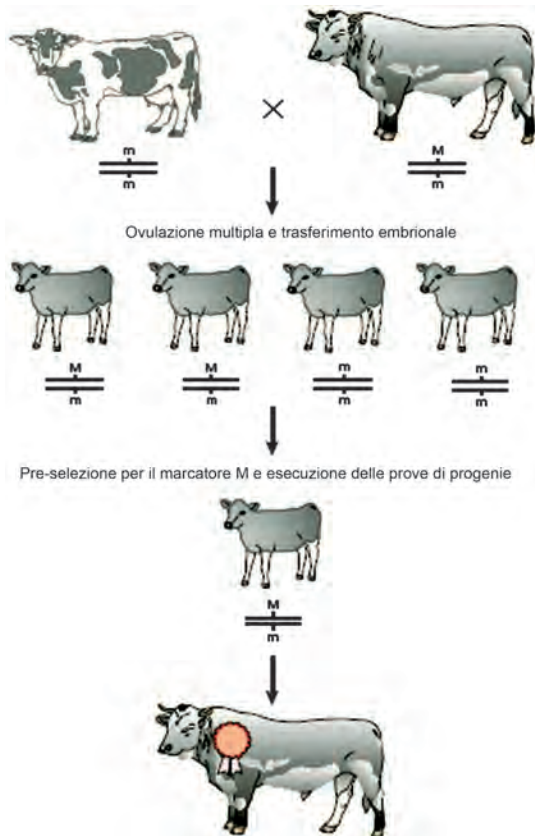 m M
m m
Ovulazione multipla e trasferimento embrionale
M M m m
m m m m
Pre-selezione per il marcatore M e esecuzione delle prove di progenie
M
m